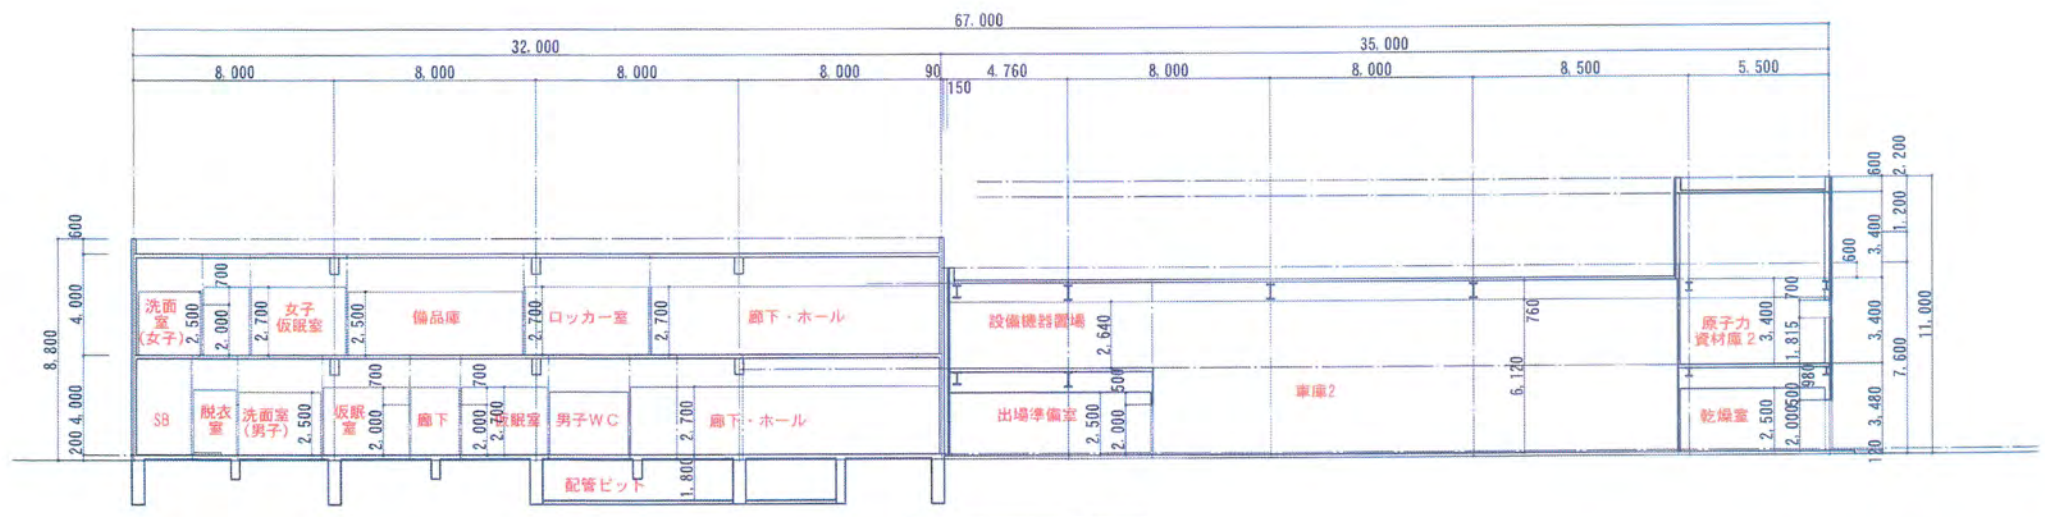 67.000
32.000
35.000
8.000
8.000
8.000
8.000
90
4.760
8.000
8.000
8.500
5.500
150
600
4,000
8,800
4,000
200
洗面
室
(女子)
2,500
700
2,000
2,700
女子
仮眠室
2,500
備品庫
2,700
ロッカー室
2,700
廊下・ホール
SB
脱衣
室
洗面室
(男子)
2,500
仮眠
室
700
2,000
廊下
700
2,000
2,700
仮眠室
男子WC
2,700
廊下・ホール
配管ピット
1,800
設備機器置場
2,640
760
6,120
車庫2
出場準備室
2,500
2,000
500
原子力
資材庫2
3,400
700
1,815
980
乾燥室
2,500
2,000
500
600
600
2,200
1,200
3,400
3,400
11,000
7,600
3,480
120